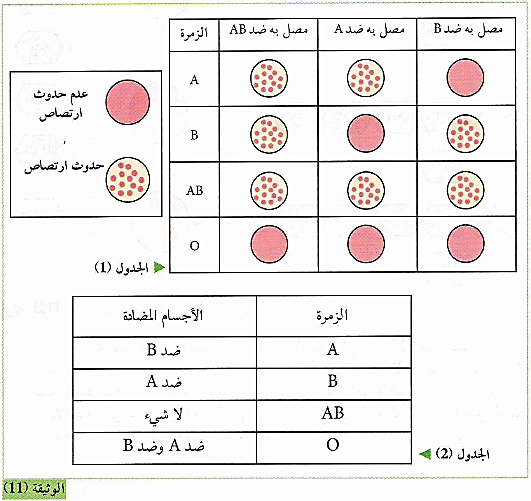 الزمرة	مصل به ضد AB	مصل به ضد A	مصل به ضد B
A
B
AB
O
عدم حدوث
ارتصاص
،
حدوث ارتصاص
الجدول (1)
الأجسام المضادة	الزمرة
ضد B	A
ضد A	B
لا شيء	AB
ضد A وضد B	O
الجدول (2)
الوثيقة (11)